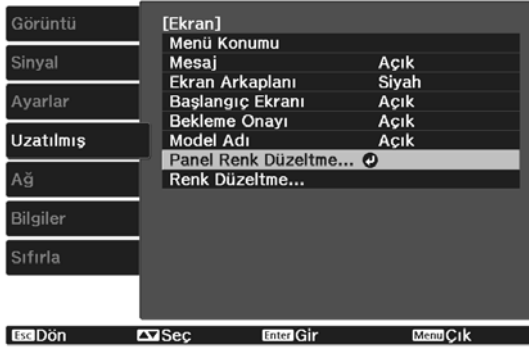 Görüntü
Sinyal
Ayarlar
Uzatılmış
Ağ
Bilgiler
Sıfırla
[Ekran]
Menü Konumu
Mesaj Açık
Ekran Arkaplanı Siyah
Başlangıç Ekranı Açık
Bekleme Onayı Açık
Model Adı Açık
Panel Renk Düzeltme...
Renk Düzeltme...
Esc Dön Seç Enter Gir Menu Çık